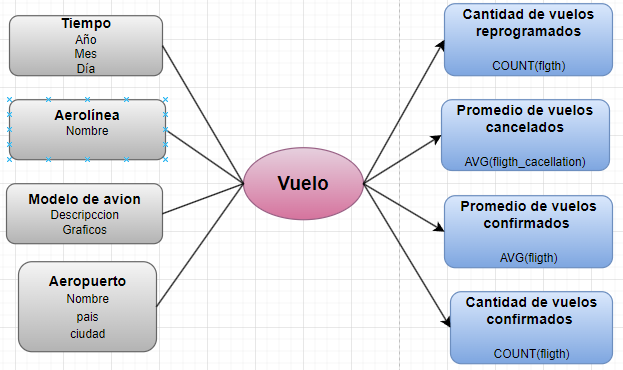 Tiempo
Año
Mes
Día
Aerolínea
Nombre
Modelo de avion
Descripccion
Graficos
Aeropuerto
Nombre
pais
ciudad
Vuelo
Cantidad de vuelos
reprogramados
COUNT(fligth)
Promedio de vuelos
cancelados
AVG(fligth_cacellation)
Promedio de vuelos
confirmados
AVG(fligth)
Cantidad de vuelos
confirmados
COUNT(fligth)